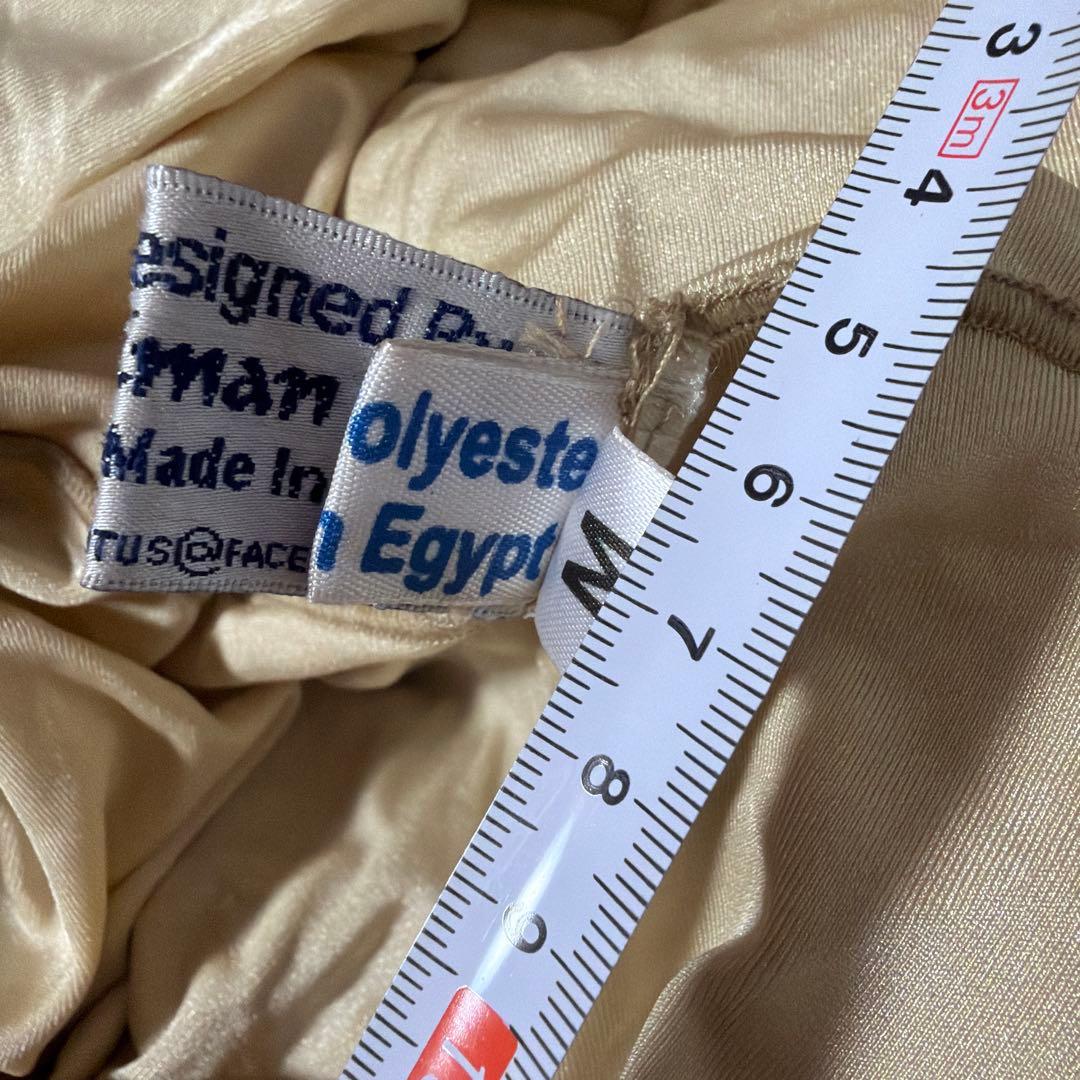 esigned By
man
Made In
TUS@FACE
olyeste
Egypt
M
3
3m
4
5
6
7
8
9